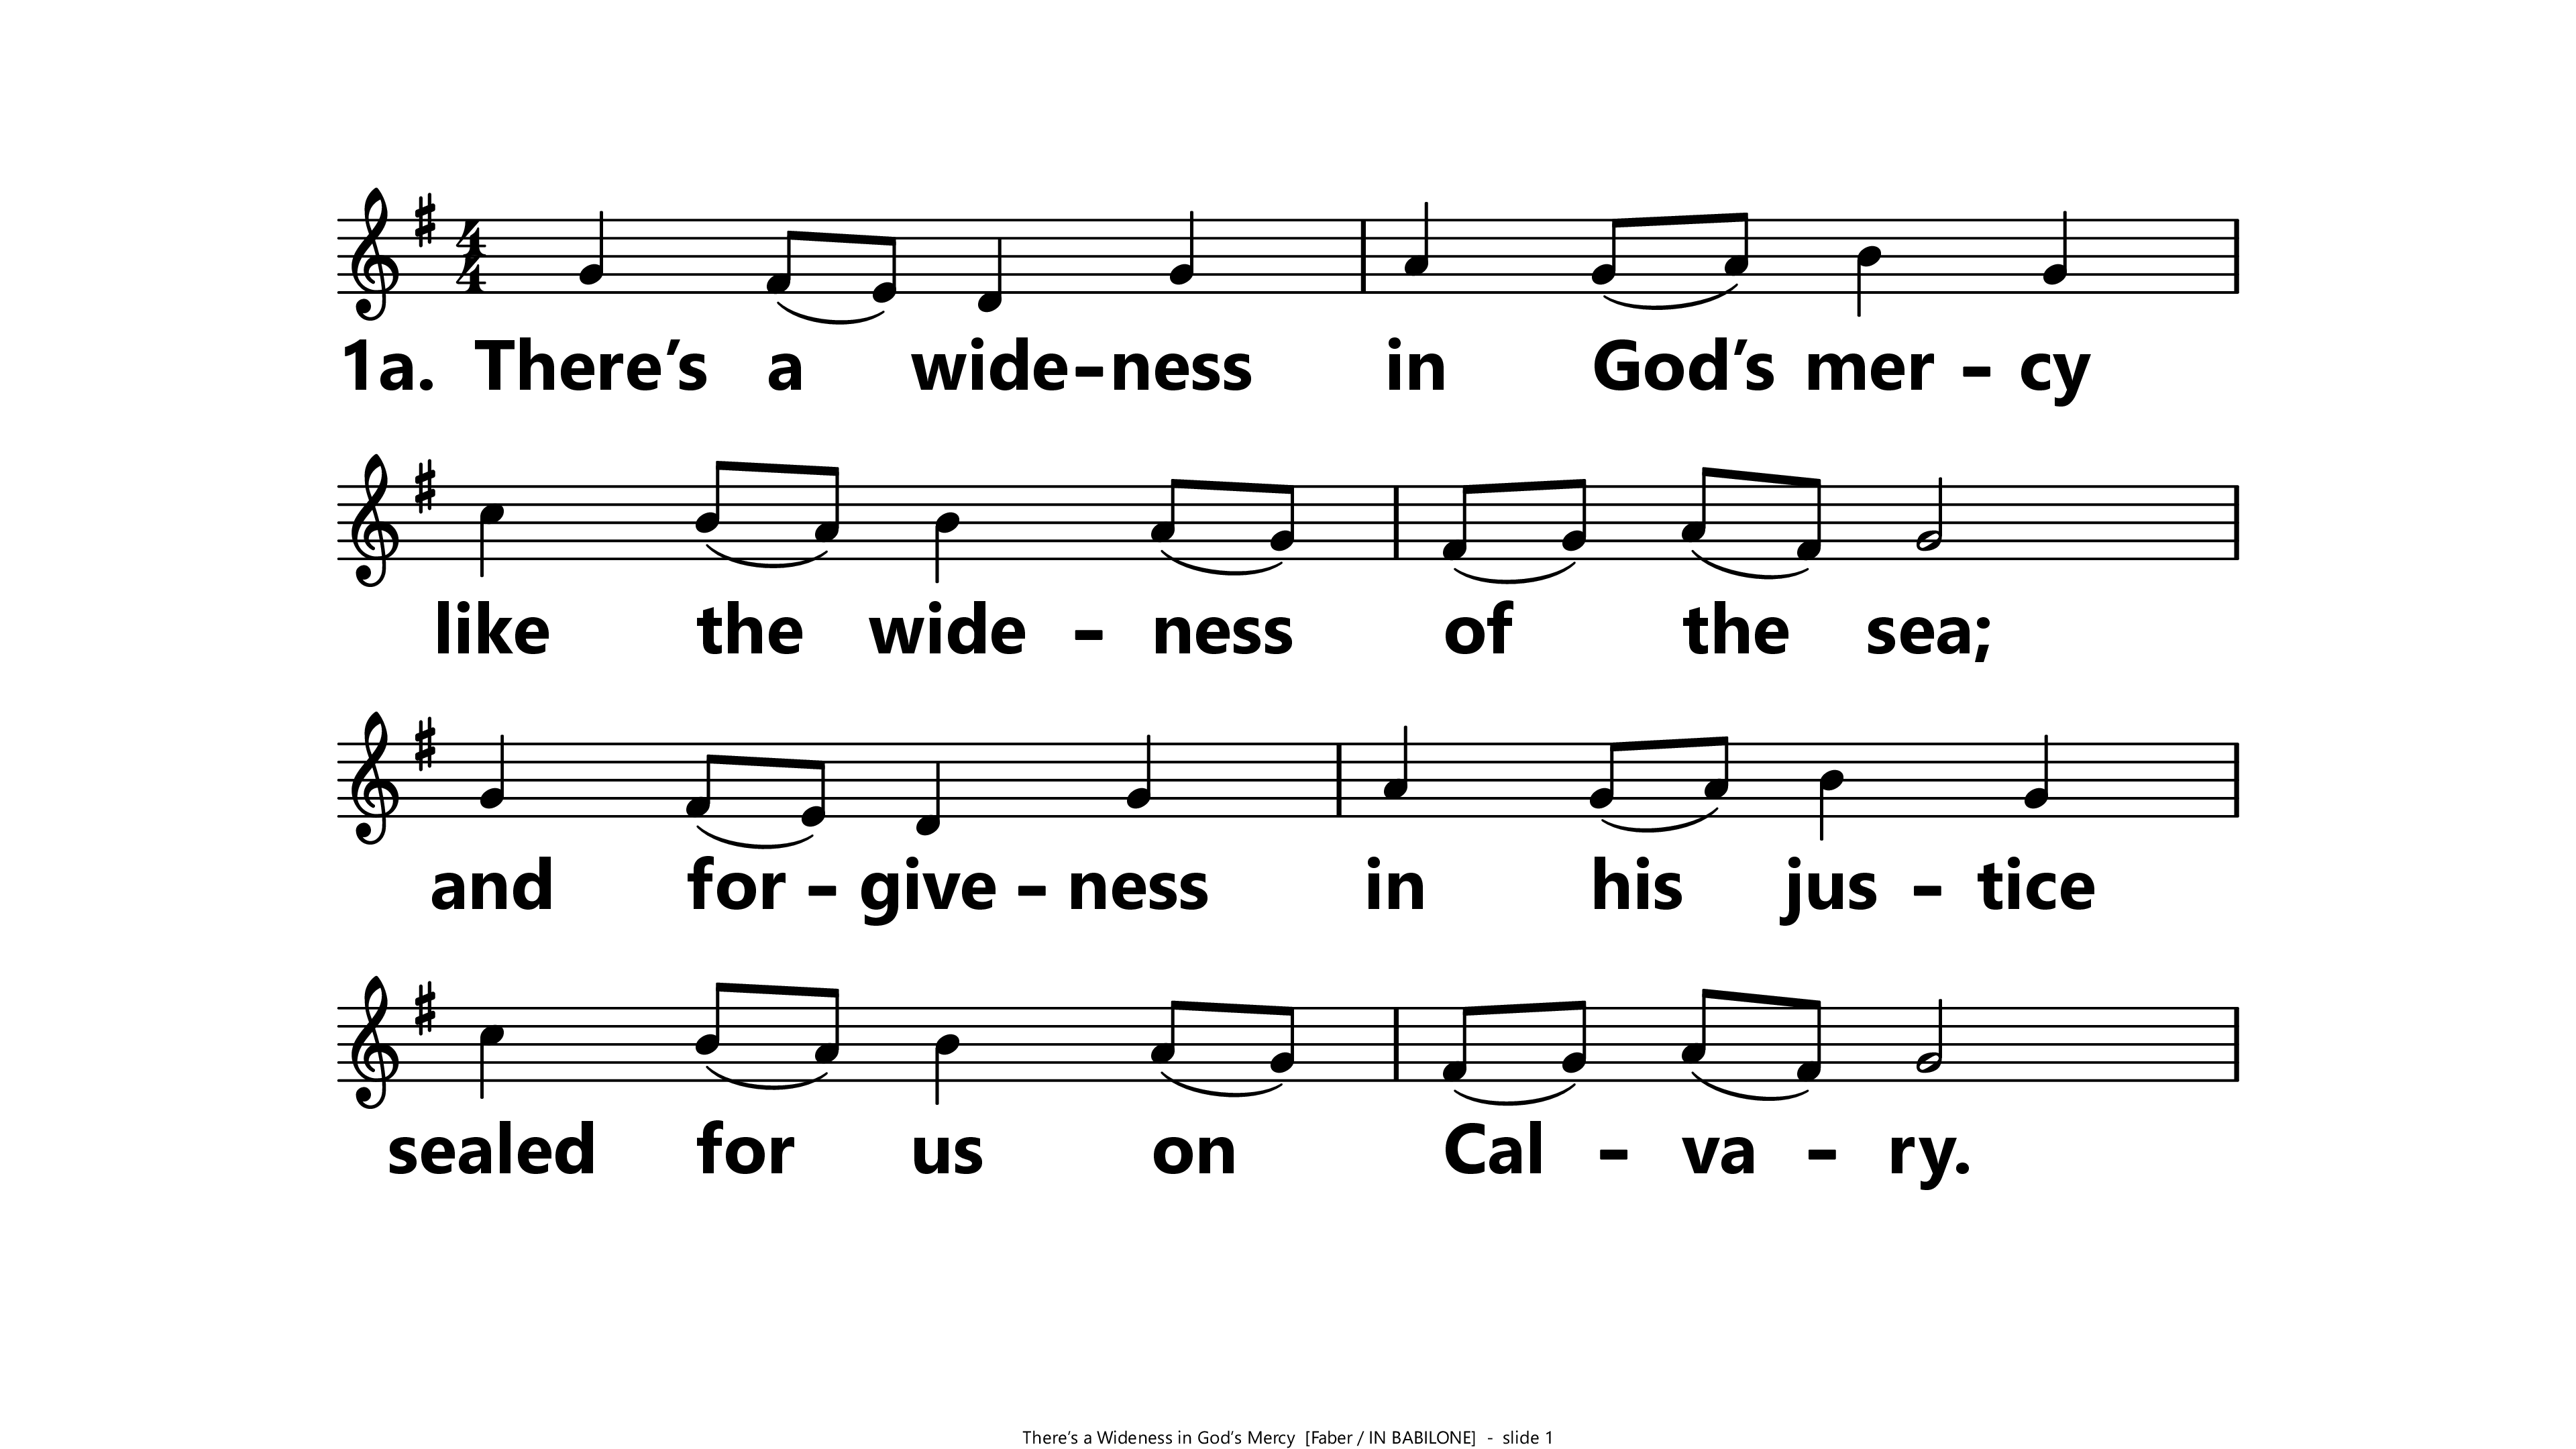 1a. There’s a wide-ness in God’s mer - cy
like the wide - ness of the sea;
and for - give - ness in his jus - tice
sealed for us on Cal - va - ry.
There’s a Wideness in God’s Mercy [Faber / IN BABILONE] - slide 1